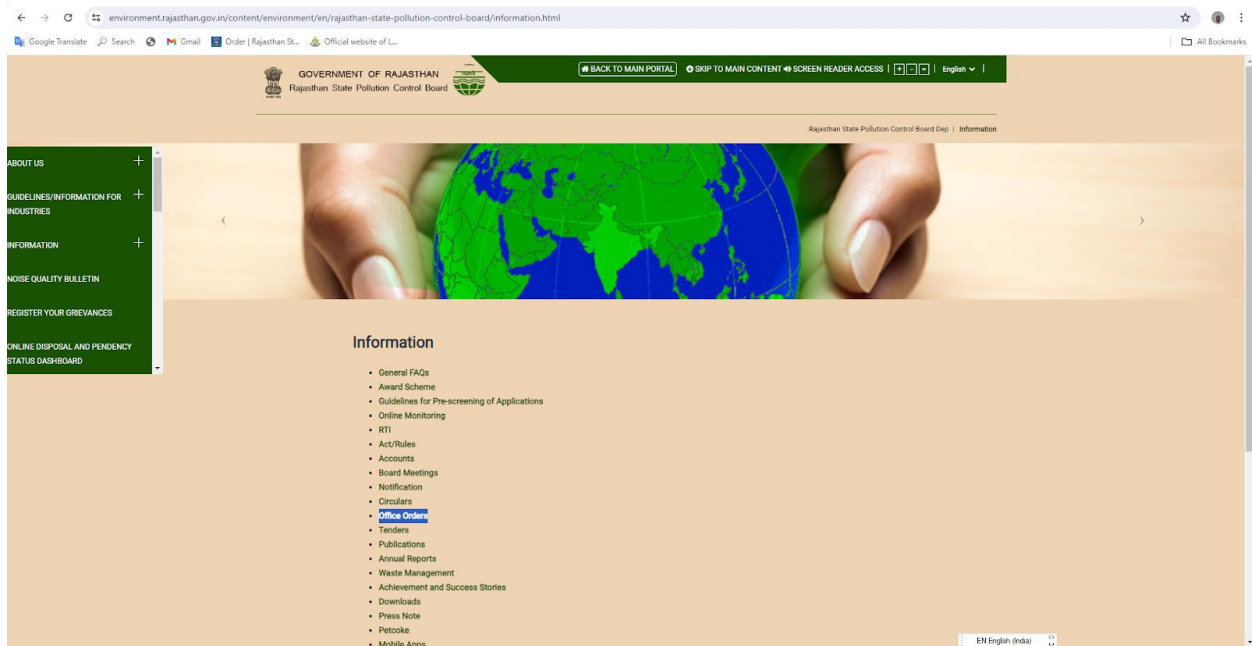 environment.rajasthan.gov.in/content/environment/en/rajasthan-state-pollution-control-board/information.html
Google Translate Search Gmail Order | Rajasthan St... Official website of L... All Bookmarks
BACK TO MAIN PORTAL SKIP TO MAIN CONTENT SCREEN READER ACCESS | + - = | English |
GOVERNMENT OF RAJASTHAN
Rajasthan State Pollution Control Board
Rajasthan State Pollution Control Board Dep | Information
ABOUT US
GUIDELINES/INFORMATION FOR
INDUSTRIES
INFORMATION
NOISE QUALITY BULLETIN
REGISTER YOUR GRIEVANCES
ONLINE DISPOSAL AND PENDENCY
STATUS DASHBOARD
Information
General FAQs
Award Scheme
Guidelines for Pre-screening of Applications
Online Monitoring
RTI
Act/Rules
Accounts
Board Meetings
Notification
Circulars
Office Orders
Tenders
Publications
Annual Reports
Waste Management
Achievement and Success Stories
Downloads
Press Note
Petcoke
Mobile Apps
EN English (India)